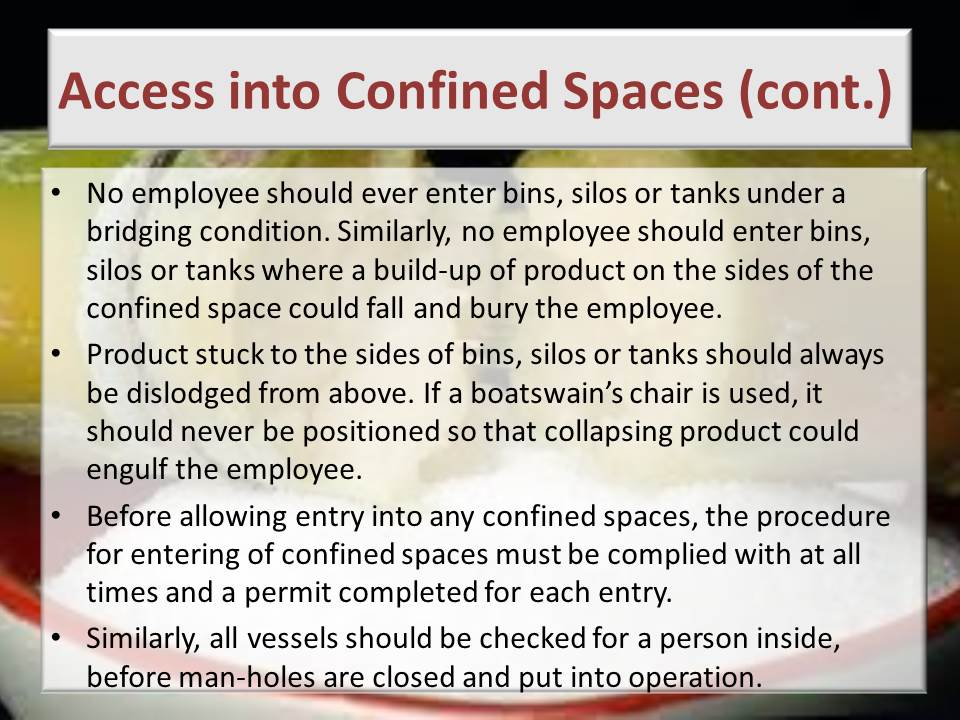 Access into Confined Spaces (cont.)
• No employee should ever enter bins, silos or tanks under a
bridging condition. Similarly, no employee should enter bins,
silos or tanks where a build-up of product on the sides of the
confined space could fall and bury the employee.
• Product stuck to the sides of bins, silos or tanks should always
be dislodged from above. If a boatswain’s chair is used, it
should never be positioned so that collapsing product could
engulf the employee.
• Before allowing entry into any confined spaces, the procedure
for entering of confined spaces must be complied with at all
times and a permit completed for each entry.
• Similarly, all vessels should be checked for a person inside,
before man-holes are closed and put into operation.